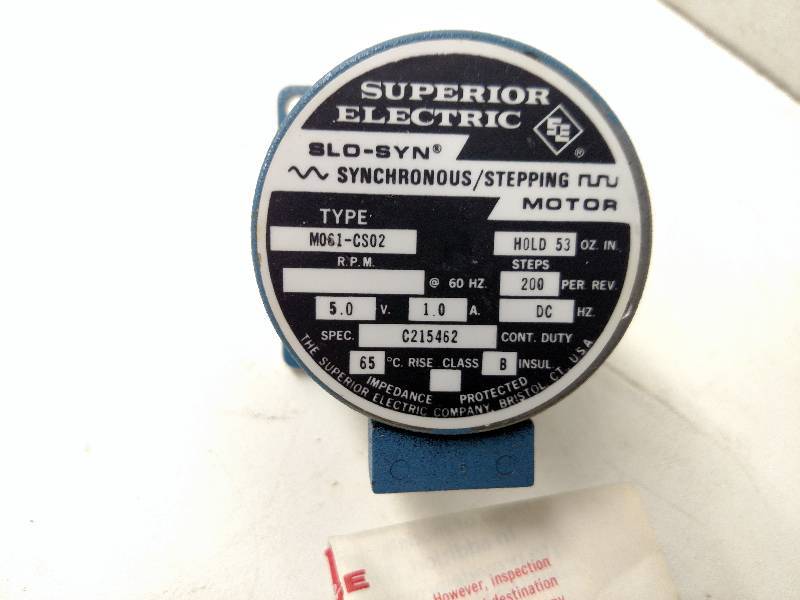 SUPERIOR
ELECTRIC
SE ®
SLO-SYN®
SYNCHRONOUS/STEPPING
MOTOR
TYPE
M061-CS02
HOLD 53 OZ. IN.
R.P.M.
STEPS
@ 60 HZ. 200 PER REV.
5.0 V. 1.0 A. DC HZ.
SPEC. C215462 CONT. DUTY
65 °C. RISE CLASS B INSUL
IMPEDANCE PROTECTED
THE SUPERIOR ELECTRIC COMPANY, BRISTOL, CT. USA
However, inspection
destination